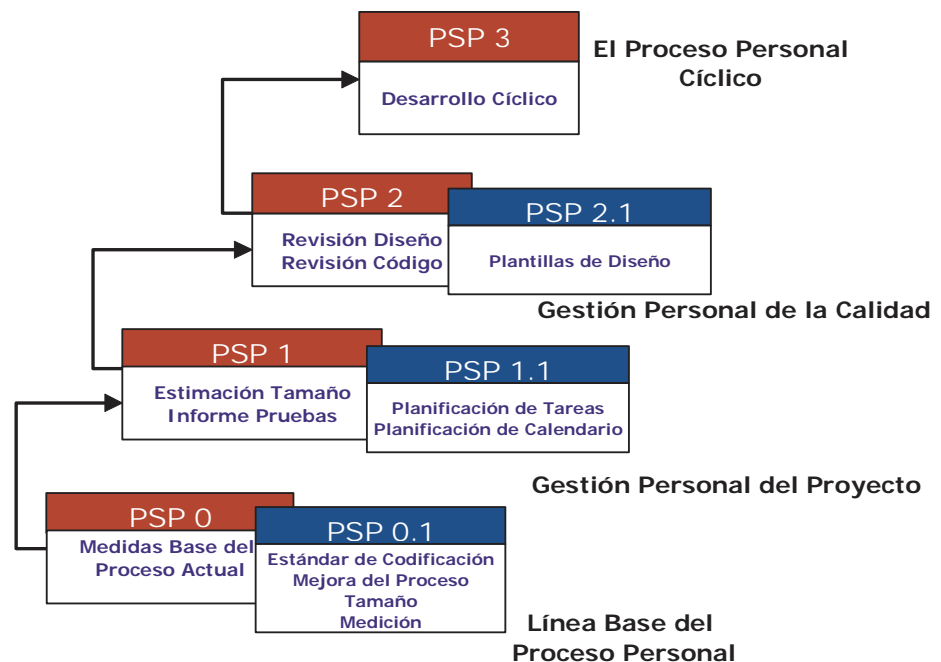 PSP 3
El Proceso Personal
Cíclico
Desarrollo Cíclico
PSP 2
Revisión Diseño
Revisión Código
PSP 2.1
Plantillas de Diseño
Gestión Personal de la Calidad
PSP 1
Estimación Tamaño
Informe Pruebas
PSP 1.1
Planificación de Tareas
Planificación de Calendario
Gestión Personal del Proyecto
PSP 0
Medidas Base del
Proceso Actual
PSP 0.1
Estándar de Codificación
Mejora del Proceso
Tamaño
Medición
Línea Base del
Proceso Personal